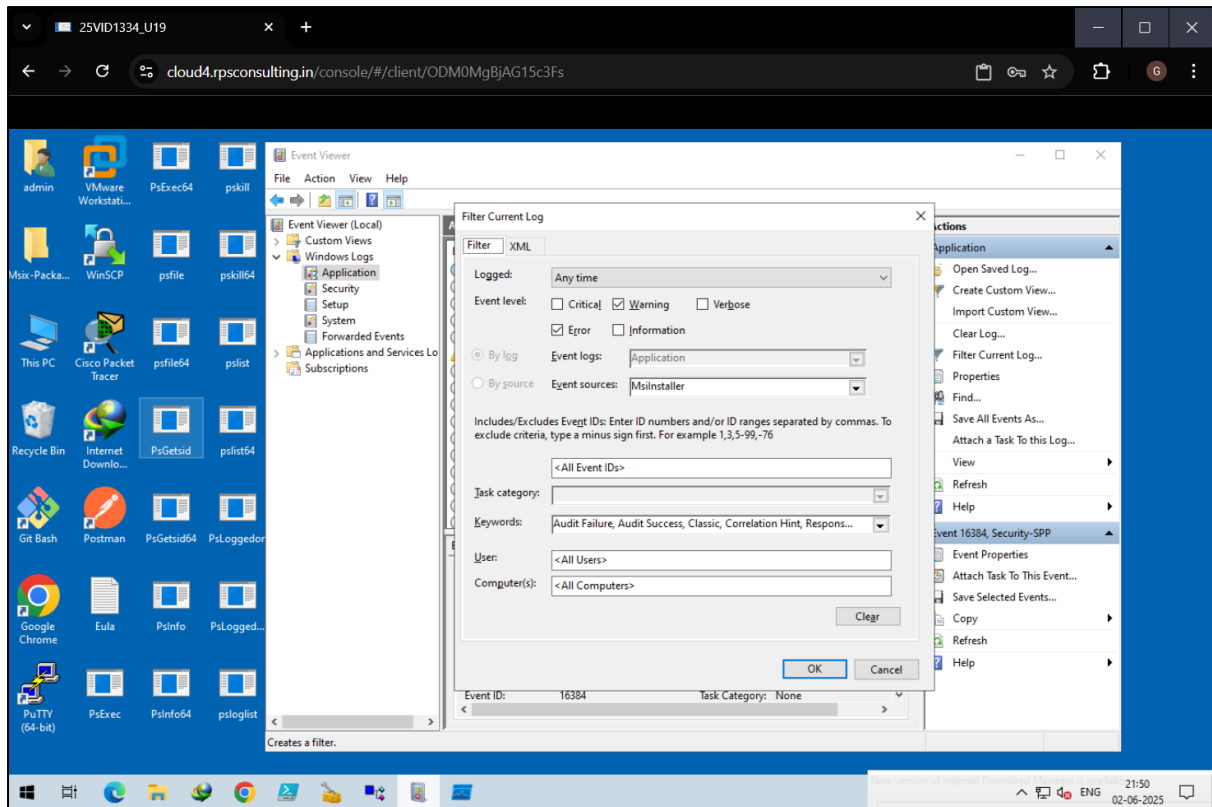 25VID1334_U19
cloud4.rpsconsulting.in/console/#/client/ODM0MgBjAG15c3Fs
G
admin
VMware
Workstati...
PsExec64
pskill
Msix-Packa...
WinSCP
psfile
pskill64
This PC
Cisco Packet
Tracer
psfile64
pslist
Recycle Bin
Internet
Downlo...
PsGetsid
pslist64
Git Bash
Postman
PsGetsid64
PsLoggedon
Google
Chrome
Eula
PsInfo
PsLogged...
PuTTY
(64-bit)
PsExec
PsInfo64
psloglist
Event Viewer
File Action View Help
Event Viewer (Local)
Custom Views
Windows Logs
Application
Security
Setup
System
Forwarded Events
Applications and Services Lo
Subscriptions
Filter Current Log
Filter XML
Logged: Any time
Event level: Critical Warning Verbose
Error Information
By log Event logs: Application
By source Event sources: MsiInstaller
Includes/Excludes Event IDs: Enter ID numbers and/or ID ranges separated by commas. To
exclude criteria, type a minus sign first. For example 1,3,5-99,-76
<All Event IDs>
Task category:
Keywords: Audit Failure, Audit Success, Classic, Correlation Hint, Respons...
User: <All Users>
Computer(s): <All Computers>
Clear
OK Cancel
Event ID: 16384 Task Category: None
Creates a filter.
Actions
Application
Open Saved Log...
Create Custom View...
Import Custom View...
Clear Log...
Filter Current Log...
Properties
Find...
Save All Events As...
Attach a Task To this Log...
View
Refresh
Help
Event 16384, Security-SPP
Event Properties
Attach Task To This Event...
Save Selected Events...
Copy
Refresh
Help
New version of Internet Download Manager is available
ENG
21:50
02-06-2025